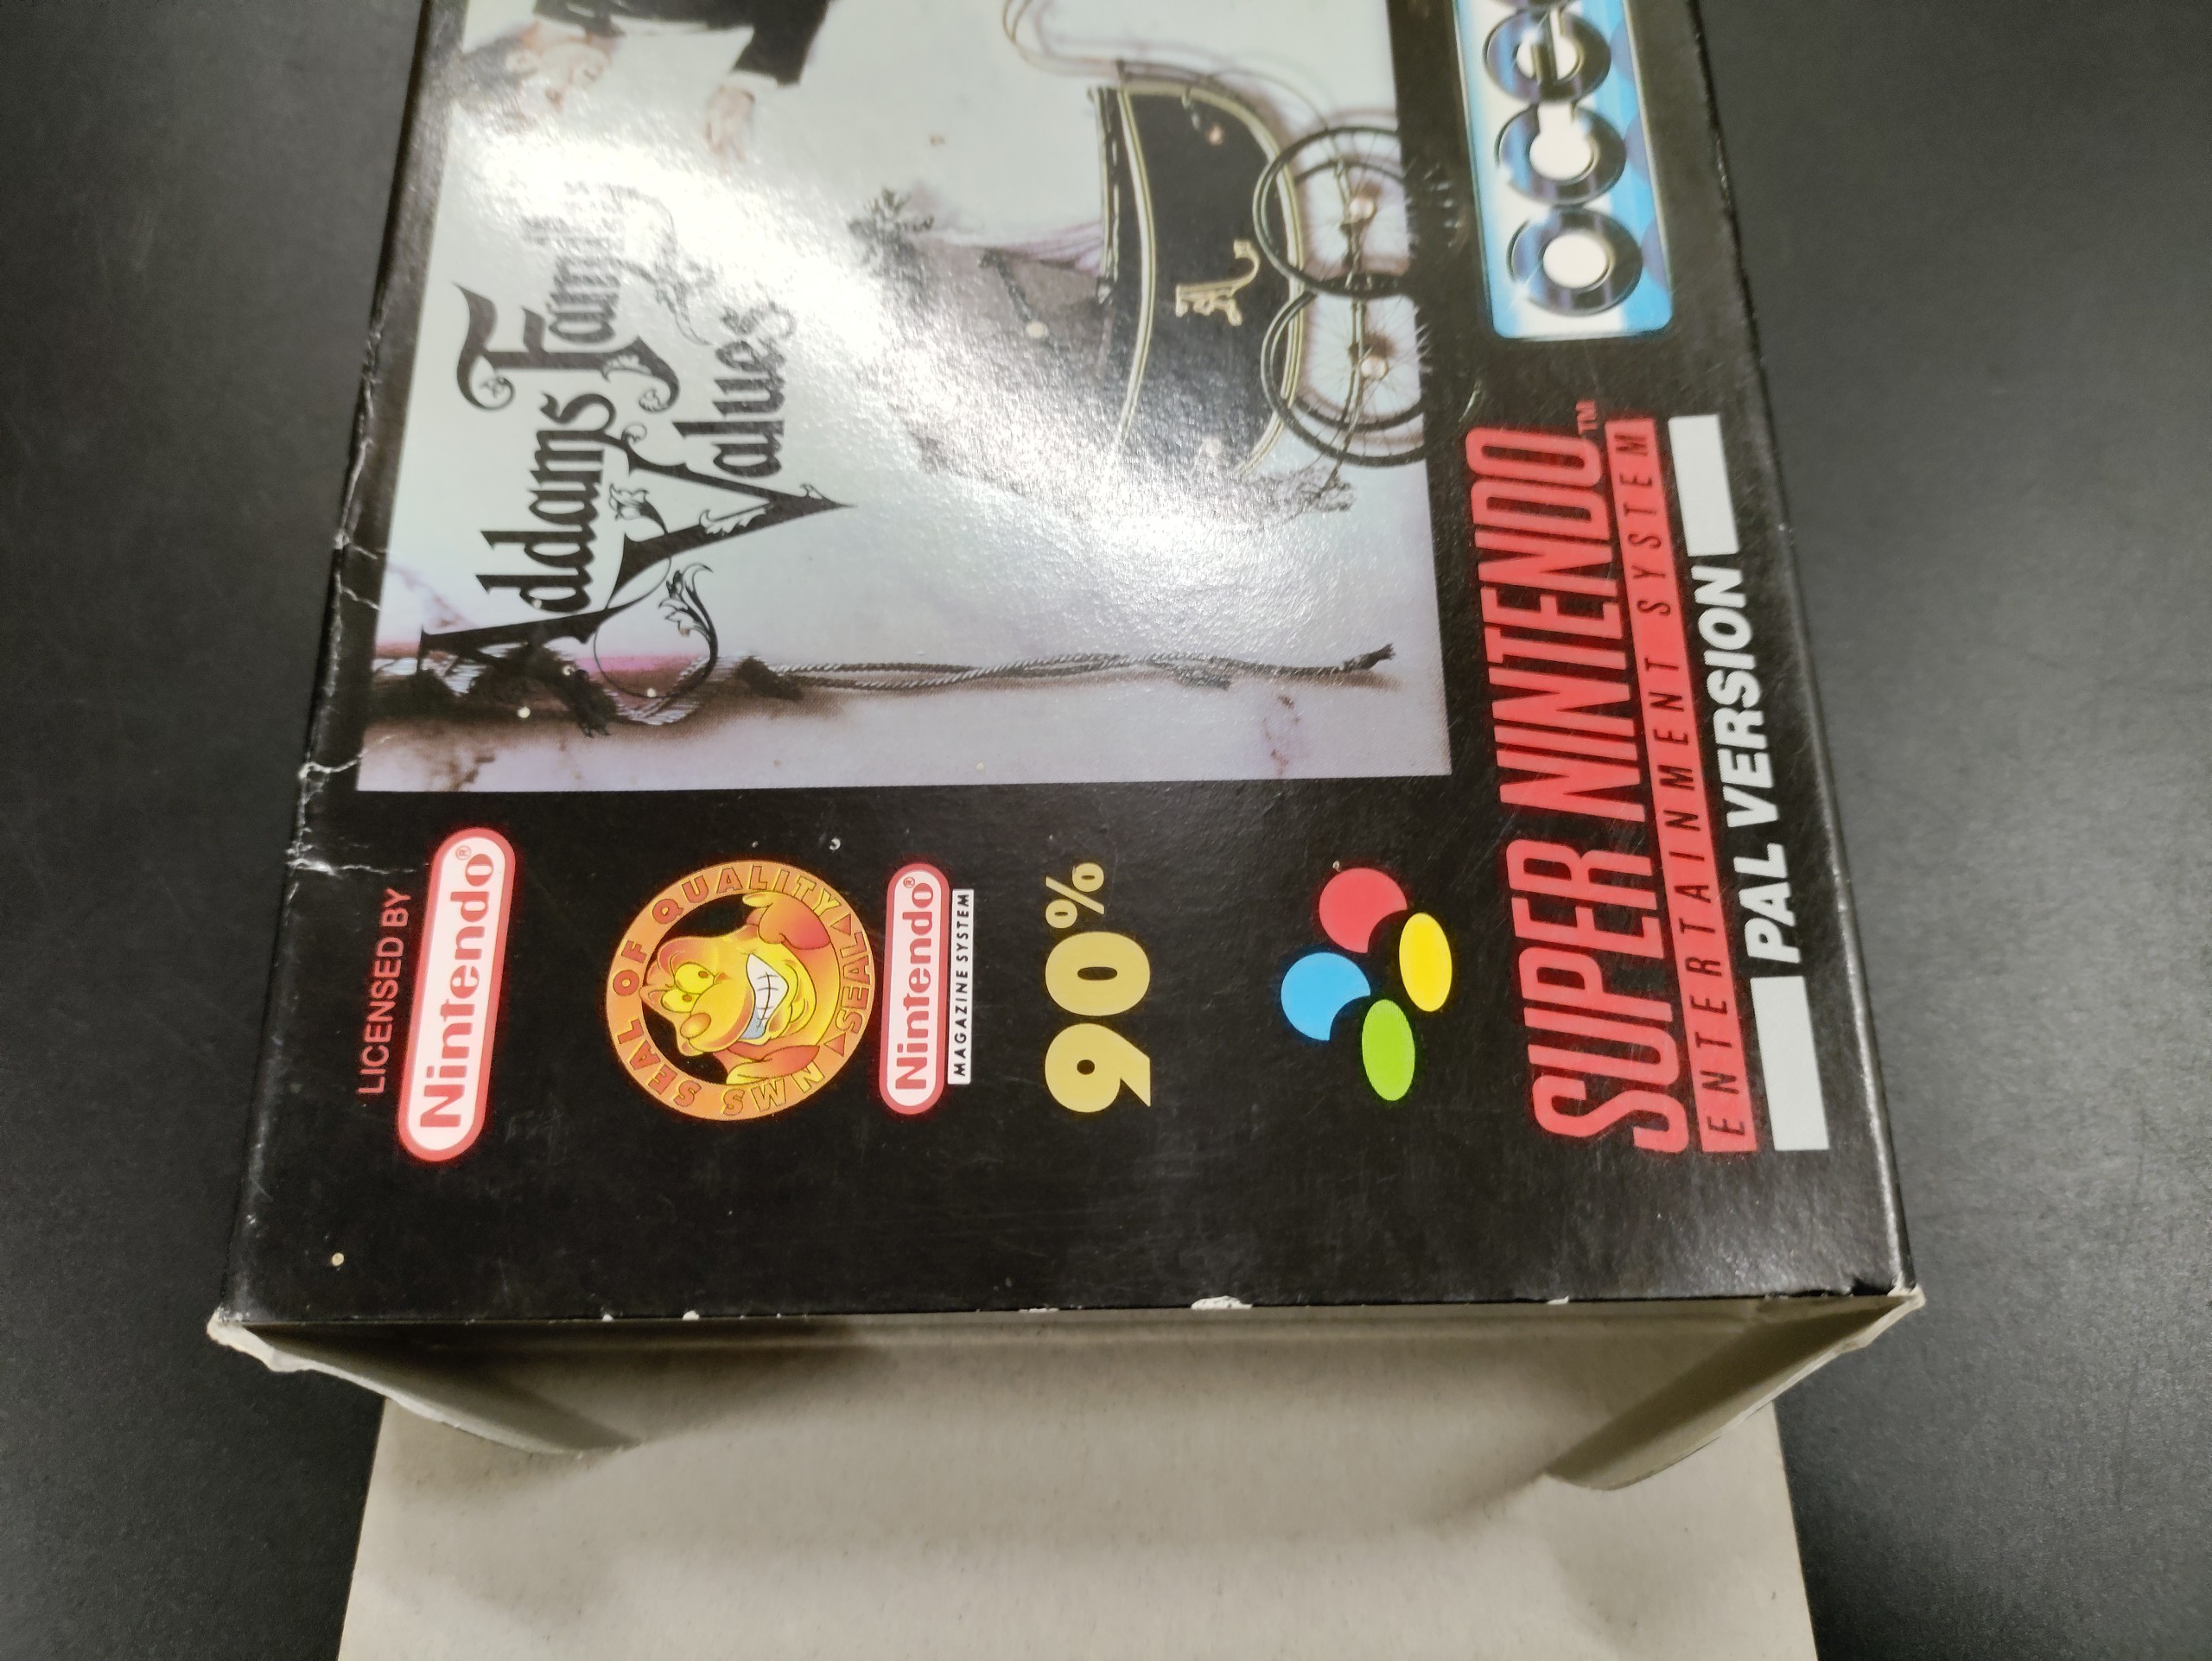 LICENSED BY
Nintendo®
SEAL OF QUALITY
NMS SEAL
Nintendo®
MAGAZINE SYSTEM
90%
Addams Family
Values
A
SUPER NINTENDO™
ENTERTAINMENT SYSTEM
PAL VERSION